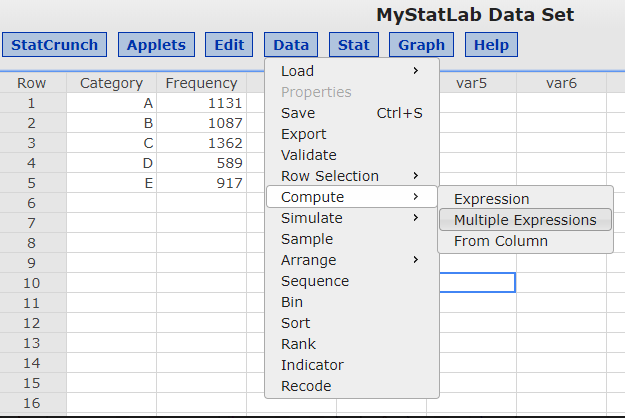 MyStatLab Data Set
StatCrunch Applets Edit Data Stat Graph Help
Row Category Frequency var5 var6
1 A 1131
2 B 1087
3 C 1362
4 D 589
5 E 917
6
7
8
9
10
11
12
13
14
15
16
Load
Properties
Save Ctrl+S
Export
Validate
Row Selection
Compute
Simulate
Sample
Arrange
Sequence
Bin
Sort
Rank
Indicator
Recode
Expression
Multiple Expressions
From Column